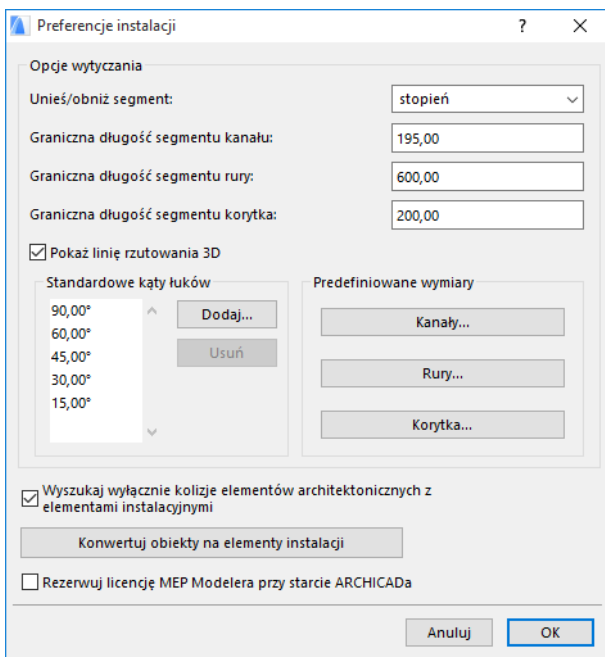 Preferencje instalacji
?
Opcje wytyczania
Unieś/obniż segment:
stopień
Graniczna długość segmentu kanału:
195,00
Graniczna długość segmentu rury:
600,00
Graniczna długość segmentu korytka:
200,00
Pokaż linię rzutowania 3D
Standardowe kąty łuków
90,00°
60,00°
45,00°
30,00°
15,00°
Dodaj...
Usuń
Predefiniowane wymiary
Kanały...
Rury...
Korytka...
Wyszukaj wyłącznie kolizje elementów architektonicznych z
elementami instalacyjnymi
Konwertuj obiekty na elementy instalacji
Rezerwuj licencję MEP Modelera przy starcie ARCHICADa
Anuluj
OK